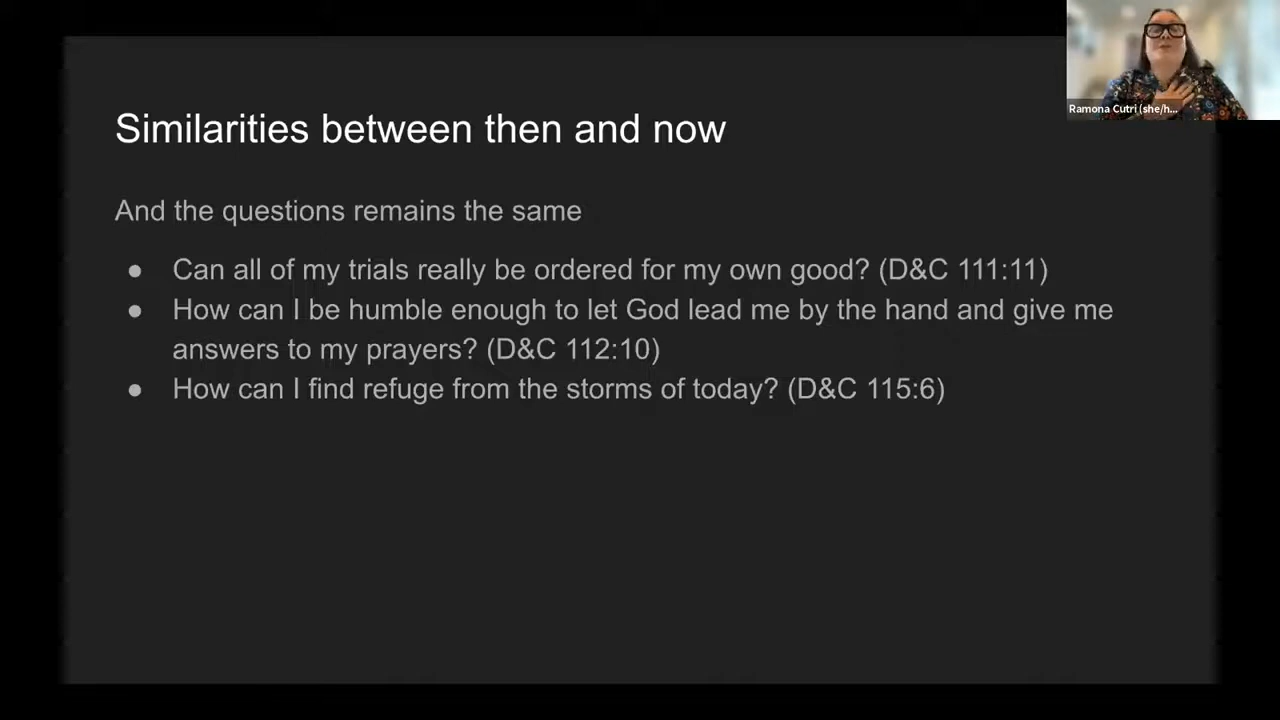 Ramona Cutri (she/h...
Similarities between then and now
And the questions remains the same
● Can all of my trials really be ordered for my own good? (D&C 111:11)
● How can I be humble enough to let God lead me by the hand and give me
answers to my prayers? (D&C 112:10)
● How can I find refuge from the storms of today? (D&C 115:6)